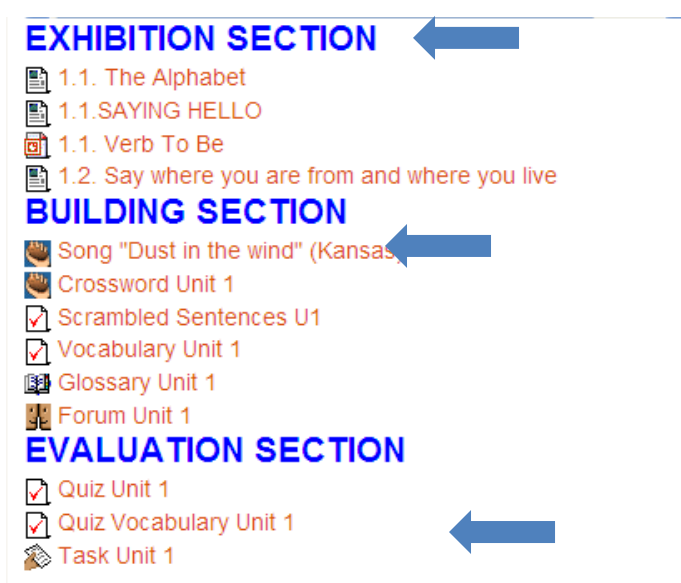 EXHIBITION SECTION
1.1. The Alphabet
1.1.SAYING HELLO
1.1. Verb To Be
1.2. Say where you are from and where you live
BUILDING SECTION
Song "Dust in the wind" (Kansas)
Crossword Unit 1
Scrambled Sentences U1
Vocabulary Unit 1
Glossary Unit 1
Forum Unit 1
EVALUATION SECTION
Quiz Unit 1
Quiz Vocabulary Unit 1
Task Unit 1